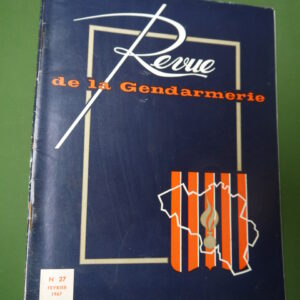 Revue
de la Gendarmerie
N 27
FEVRIER
1967